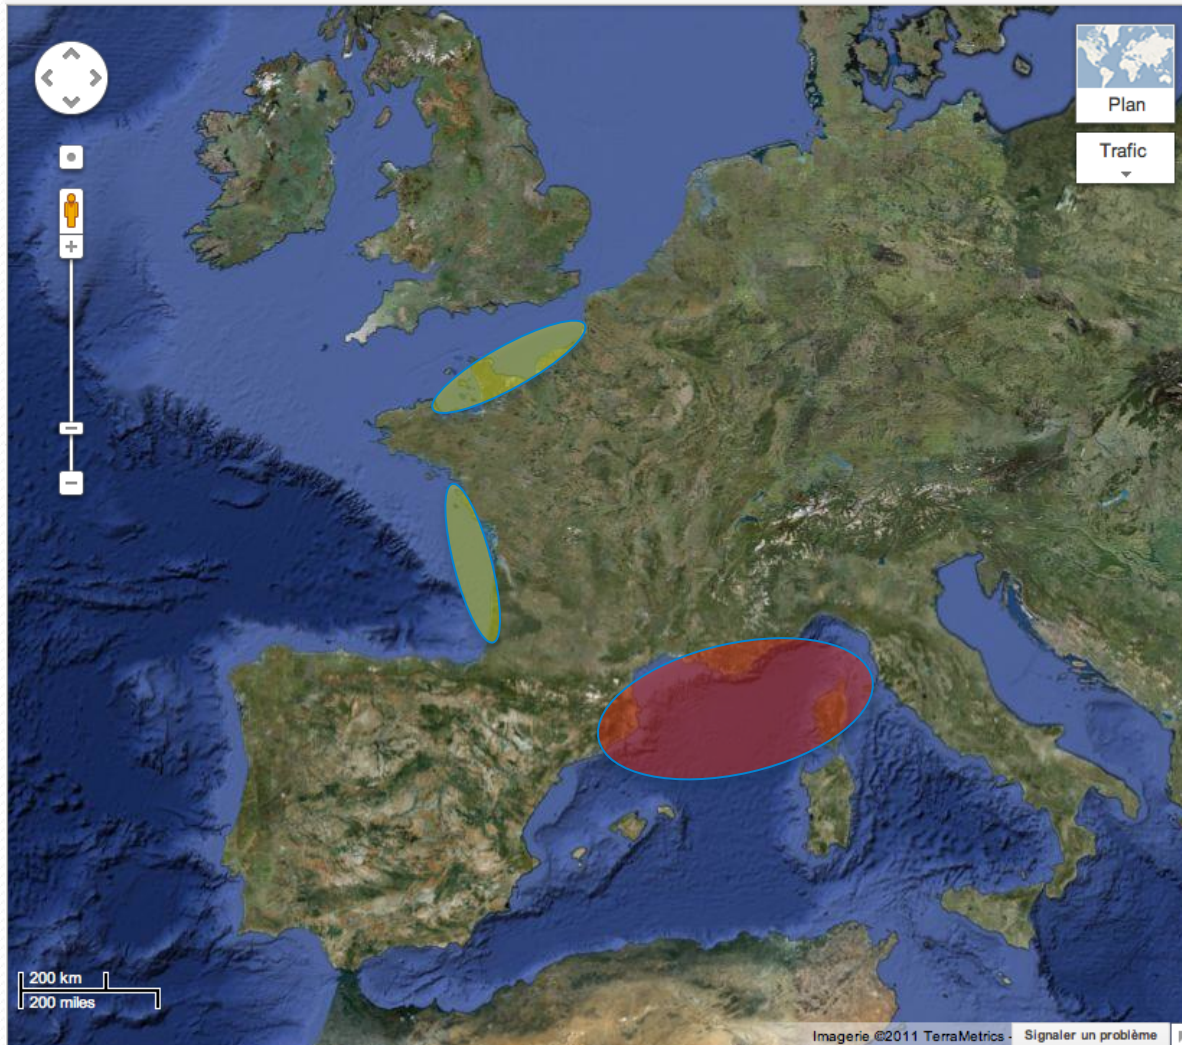 Plan
Trafic
200 km
200 miles
Imagerie ©2011 TerraMetrics - Signaler un problème